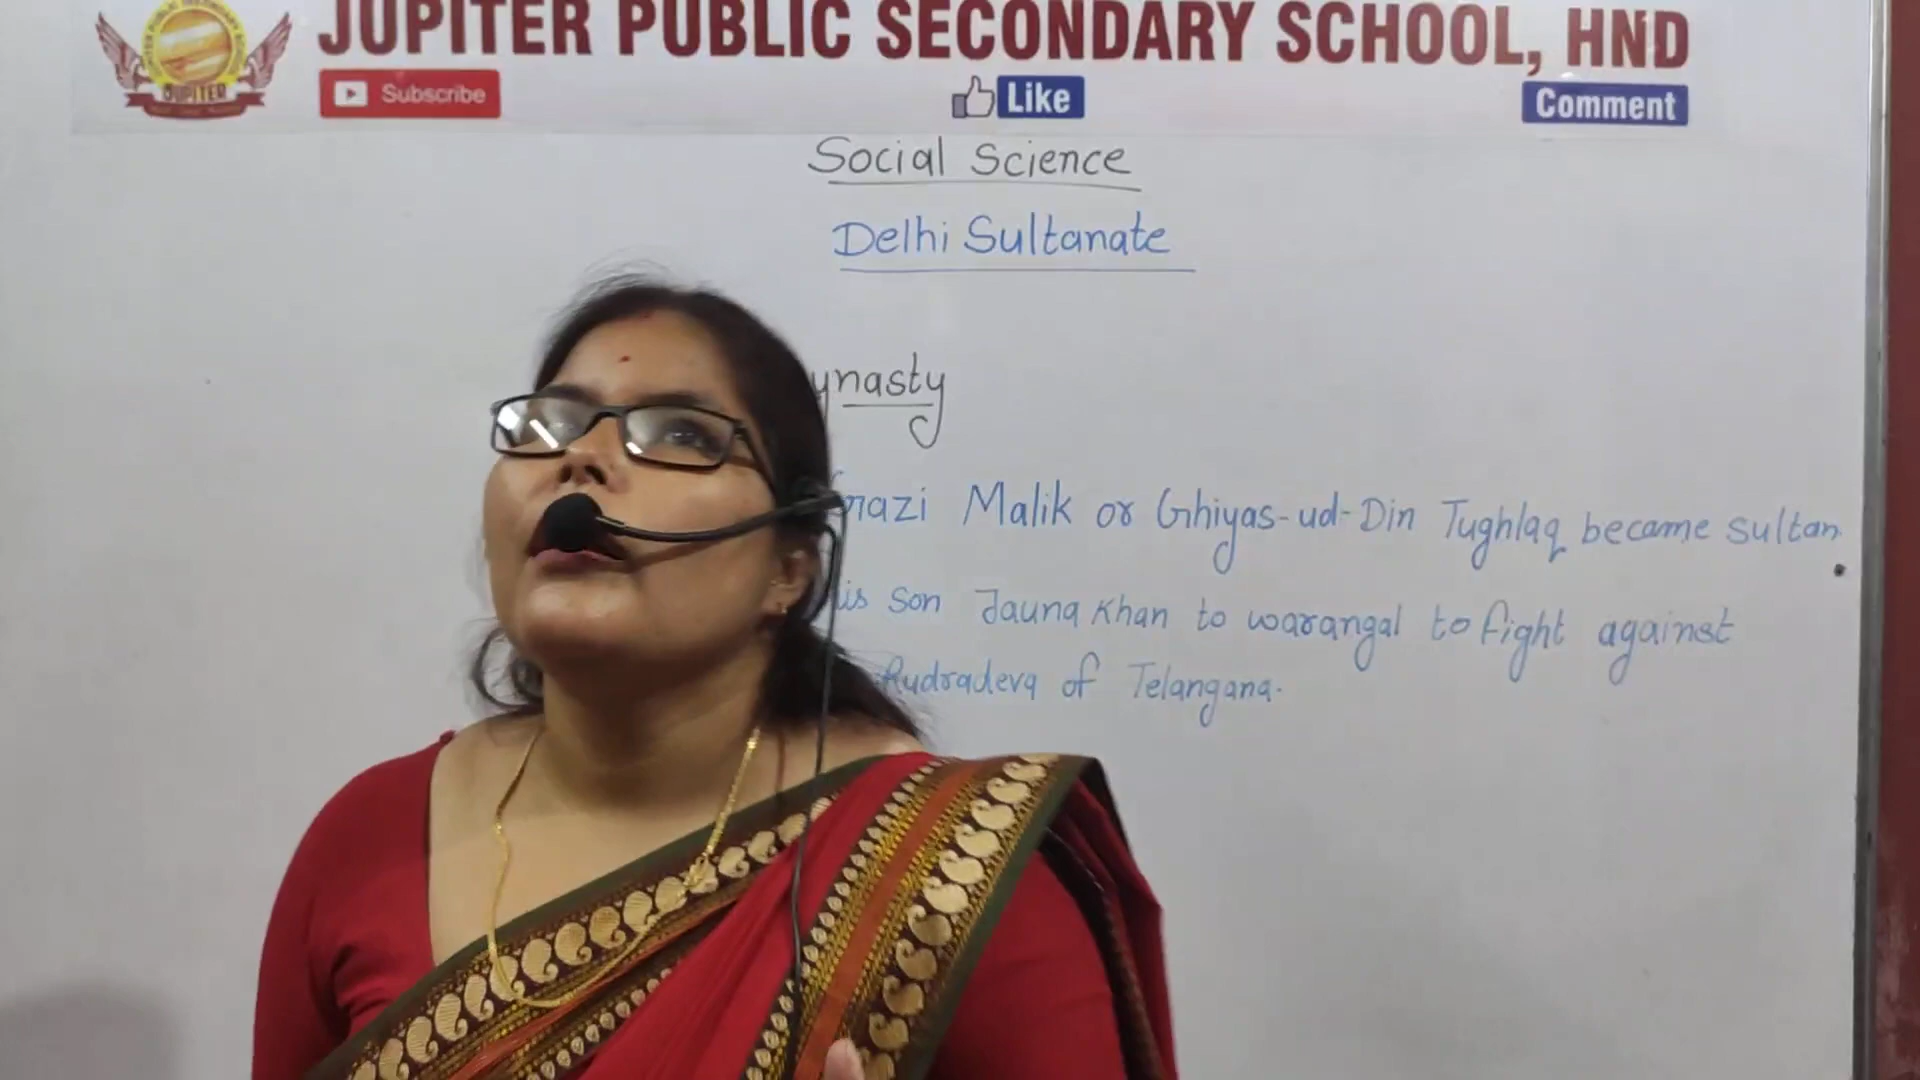 JUPITER PUBLIC SECONDARY SCHOOL, HND
JUPITER
Subscribe
Like
Comment
Social Science
Delhi Sultanate
ynasty
Malik or Ghiyas-ud-Din Tughlaq became sultan
is son Jauna Khan to warangal to fight against
Rudradeva of Telangana.